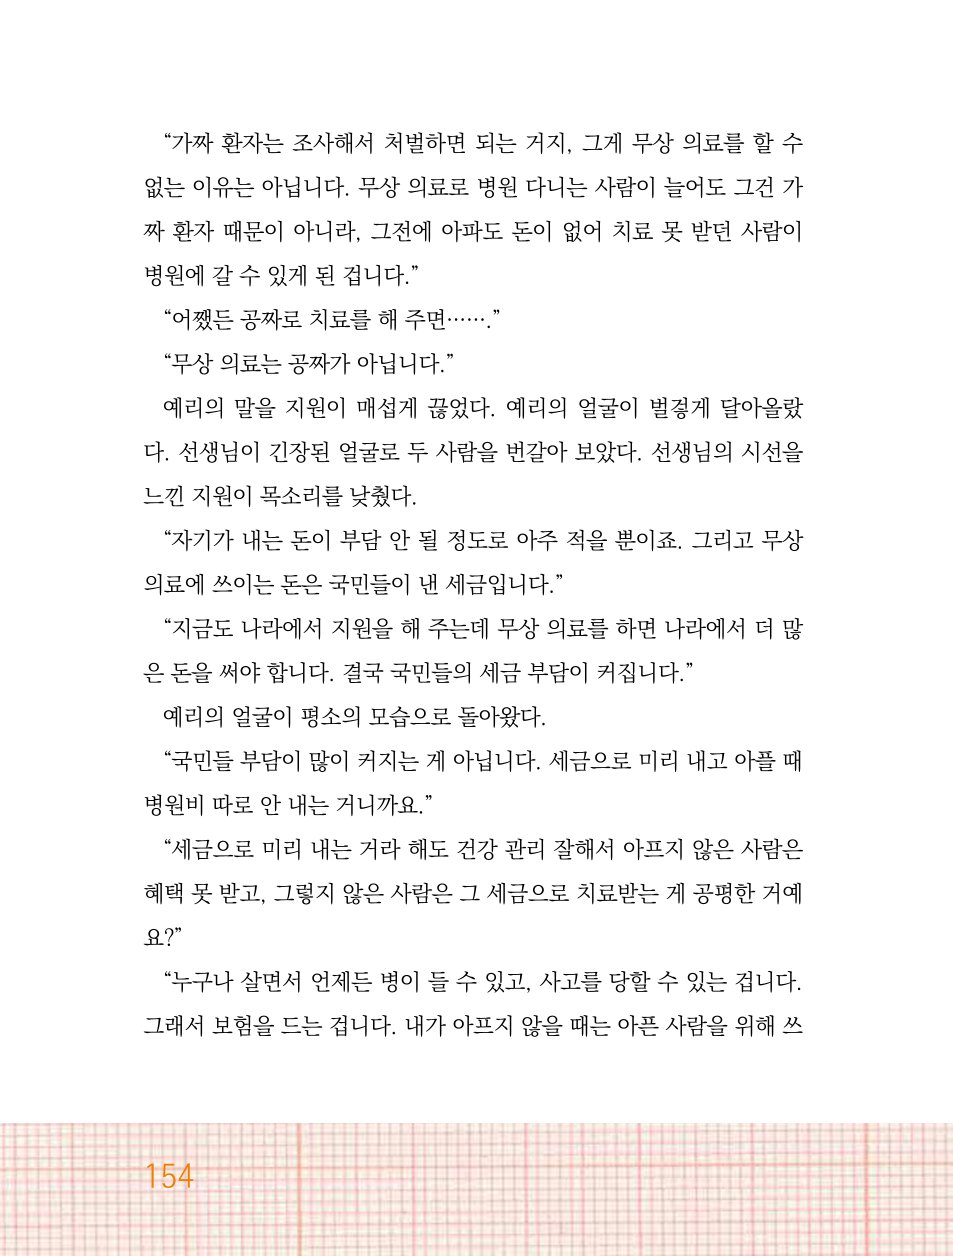 “가짜 환자는 조사해서 처벌하면 되는 거지, 그게 무상 의료를 할 수
없는 이유는 아닙니다. 무상 의료로 병원 다니는 사람이 늘어도 그건 가
짜 환자 때문이 아니라, 그전에 아파도 돈이 없어 치료 못 받던 사람이
병원에 갈 수 있게 된 겁니다.”
“어쨌든 공짜로 치료를 해 주면…….”
“무상 의료는 공짜가 아닙니다.”
예리의 말을 지원이 매섭게 끊었다. 예리의 얼굴이 벌겋게 달아올랐
다. 선생님이 긴장된 얼굴로 두 사람을 번갈아 보았다. 선생님의 시선을
느낀 지원이 목소리를 낮췄다.
“자기가 내는 돈이 부담 안 될 정도로 아주 적을 뿐이죠. 그리고 무상
의료에 쓰이는 돈은 국민들이 낸 세금입니다.”
“지금도 나라에서 지원을 해 주는데 무상 의료를 하면 나라에서 더 많
은 돈을 써야 합니다. 결국 국민들의 세금 부담이 커집니다.”
예리의 얼굴이 평소의 모습으로 돌아왔다.
“국민들 부담이 많이 커지는 게 아닙니다. 세금으로 미리 내고 아플 때
병원비 따로 안 내는 거니까요.”
“세금으로 미리 내는 거라 해도 건강 관리 잘해서 아프지 않은 사람은
혜택 못 받고, 그렇지 않은 사람은 그 세금으로 치료받는 게 공평한 거예
요?”
“누구나 살면서 언제든 병이 들 수 있고, 사고를 당할 수 있는 겁니다.
그래서 보험을 드는 겁니다. 내가 아프지 않을 때는 아픈 사람을 위해 쓰
154